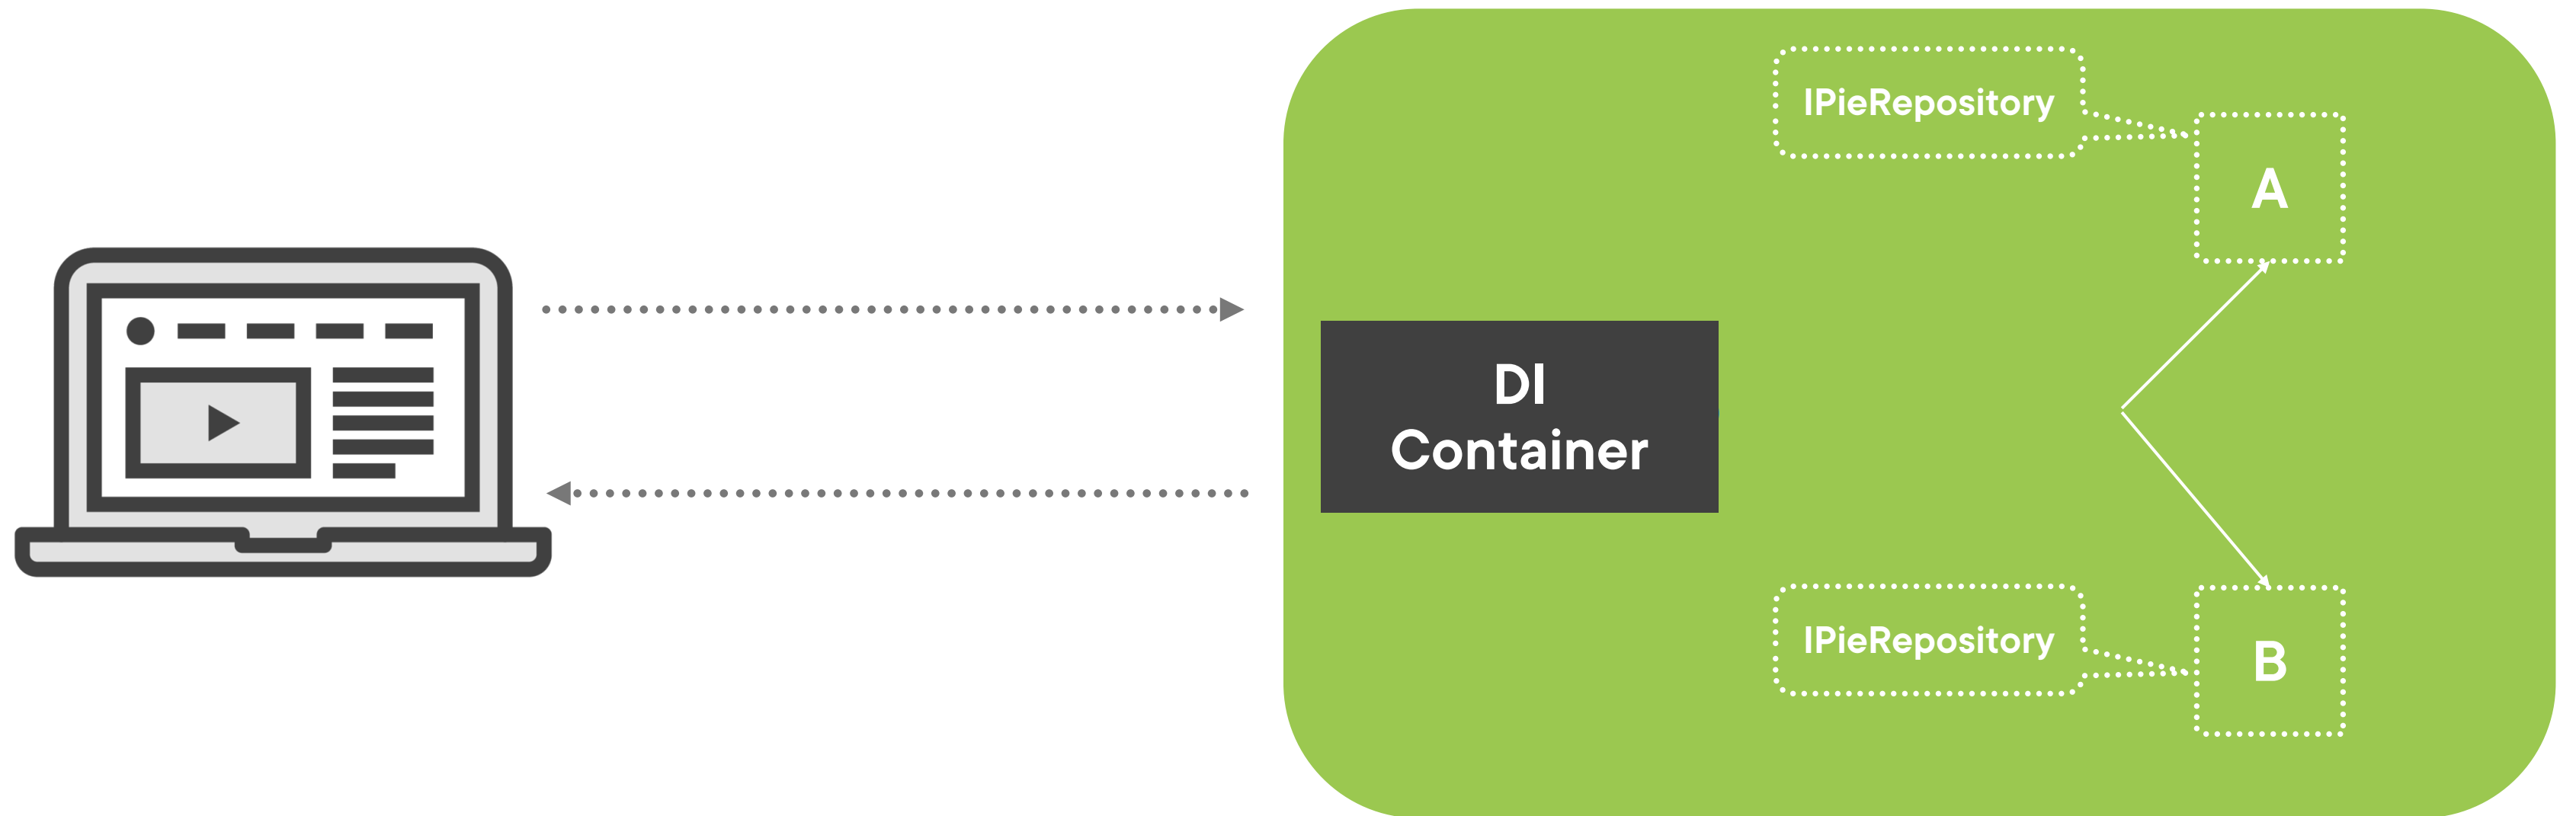 IPieRepository
A
DI
Container
IPieRepository
B